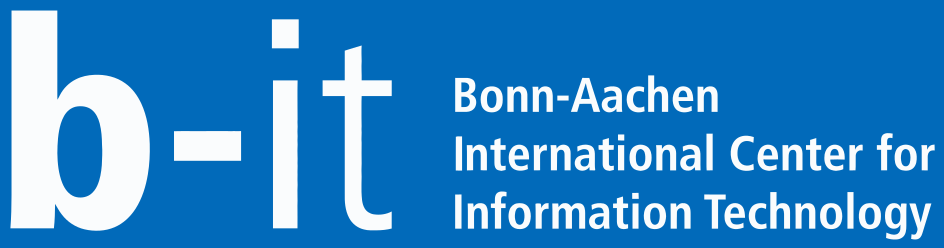 b-it
Bonn-Aachen
International Center for
Information Technology